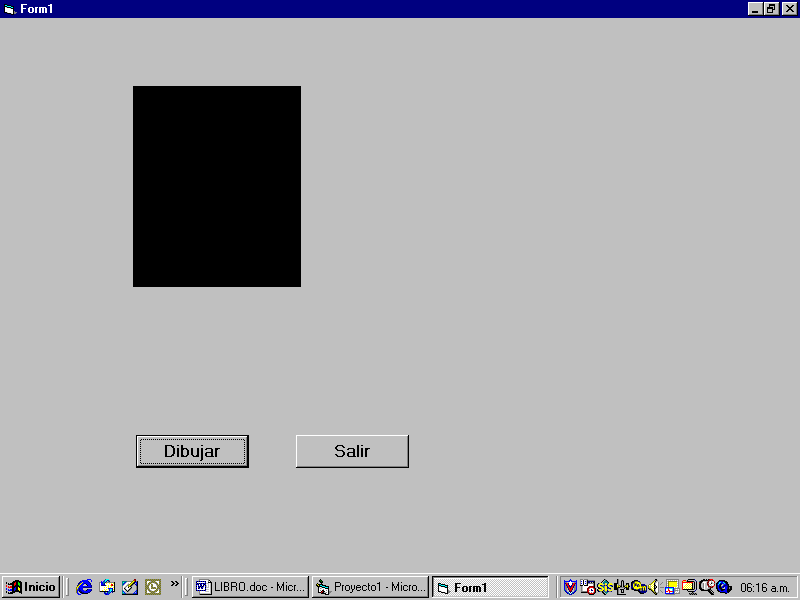 Form1
Dibujar
Salir
Inicio
LIBRO.doc - Micr...
Proyecto1 - Micro...
Form1
06:16 a.m.